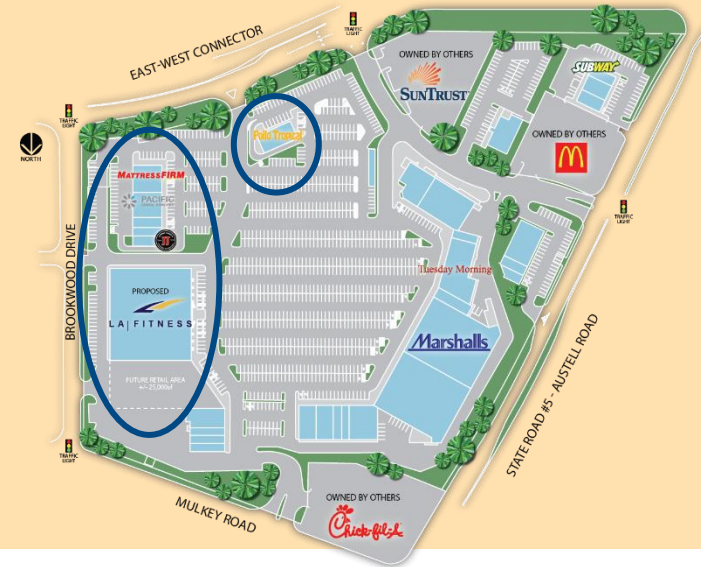 EAST-WEST CONNECTOR
TRAFFIC
LIGHT
OWNED BY OTHERS
SUNTRUST
SUBWAY
TRAFFIC
LIGHT
NORTH
Pollo Tropical
OWNED BY OTHERS
MATTRESSFIRM
PACIFIC
TRAFFIC
LIGHT
BROOKWOOD DRIVE
Tuesday Morning
PROPOSED
LA FITNESS
Marshalls
FUTURE RETAIL AREA
+/-25,000sf
STATE ROAD #5 - AUSTELL ROAD
TRAFFIC
LIGHT
MULKEY ROAD
OWNED BY OTHERS
Chick-fil-A